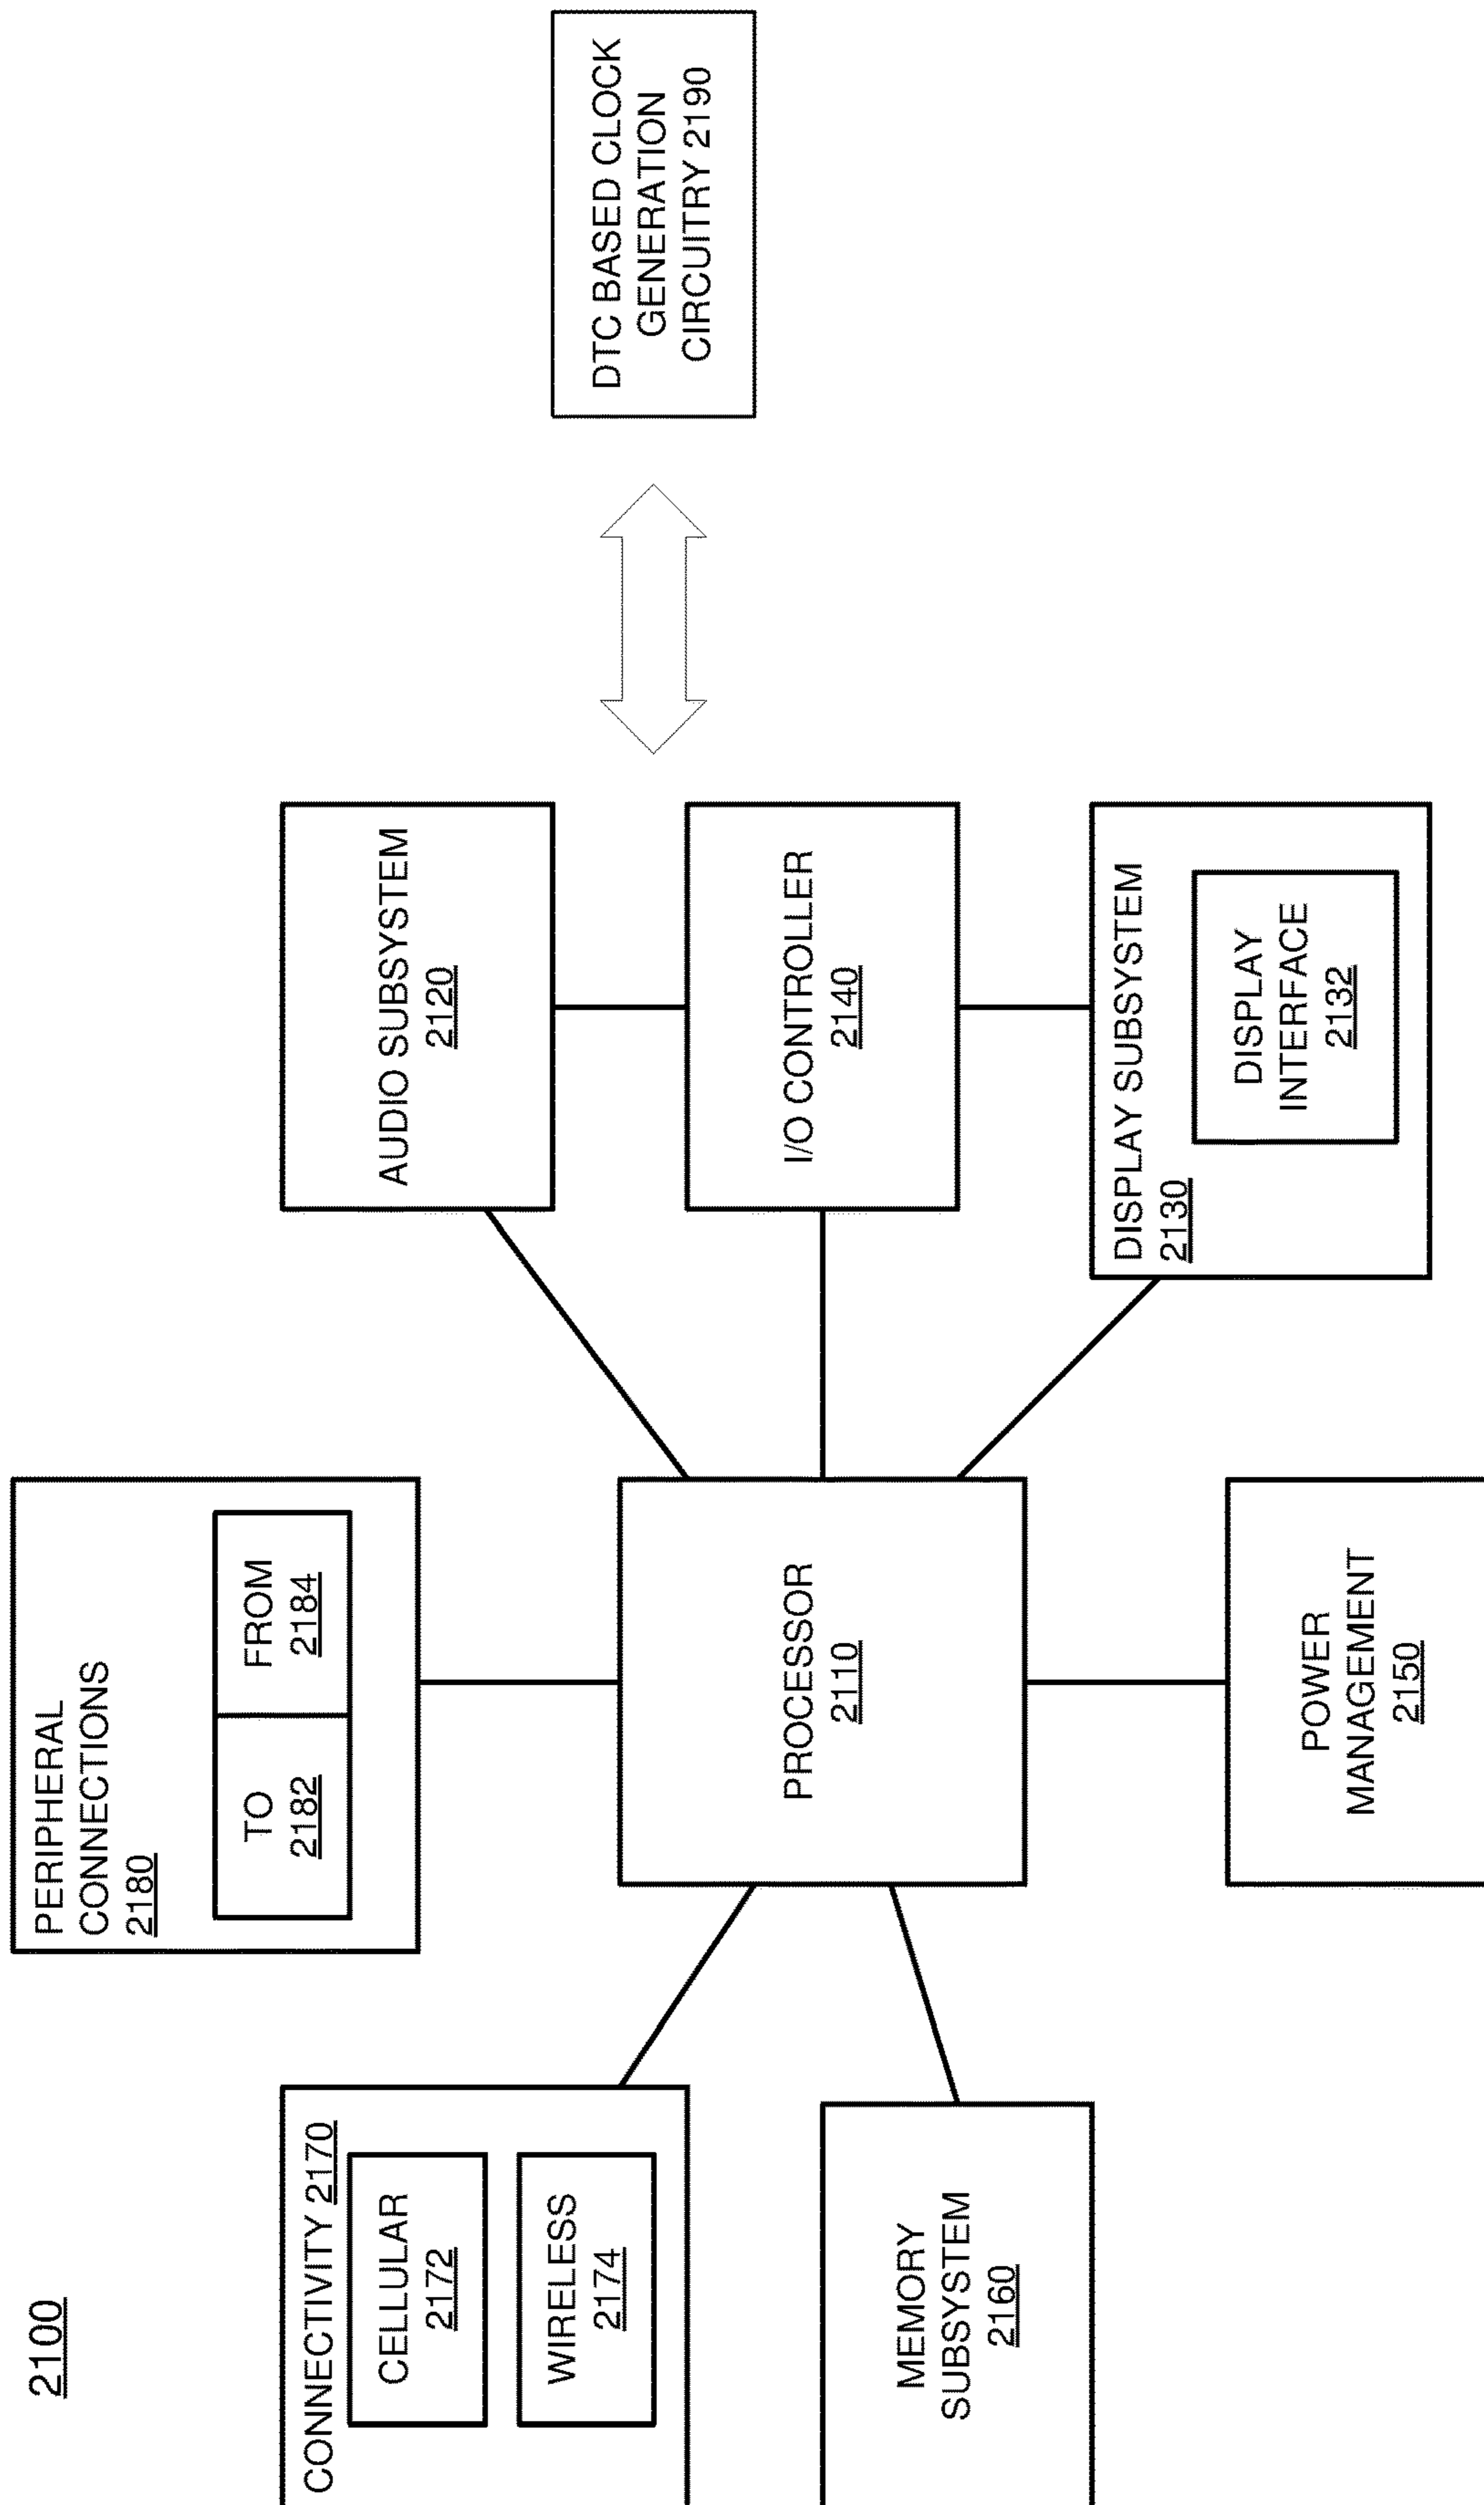 2100
PERIPHERAL
CONNECTIONS
2180
TO
2182
FROM
2184
CONNECTIVITY 2170
CELLULAR
2172
WIRELESS
2174
AUDIO SUBSYSTEM
2120
DTC BASED CLOCK
GENERATION
CIRCUITRY 2190
PROCESSOR
2110
I/O CONTROLLER
2140
MEMORY
SUBSYSTEM
2160
DISPLAY SUBSYSTEM
2130
DISPLAY
INTERFACE
2132
POWER
MANAGEMENT
2150